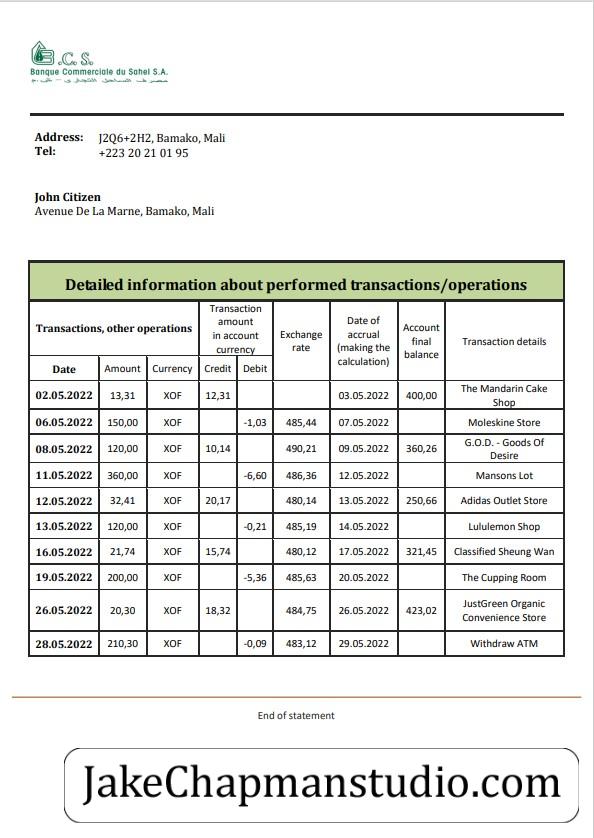 B.C.S.
Banque Commerciale du Sahel S.A.
Address: J2Q6+2H2, Bamako, Mali
Tel: +223 20 21 01 95
John Citizen
Avenue De La Marne, Bamako, Mali
Detailed information about performed transactions/operations
Transactions, other operations
Transaction
amount
in account
currency
Exchange
rate
Date of
accrual
(making the
calculation)
Account
final
balance
Transaction details
Date Amount Currency Credit Debit
02.05.2022 13,31 XOF 12,31 03.05.2022 400,00 The Mandarin Cake
Shop
06.05.2022 150,00 XOF -1,03 485,44 07.05.2022 Moleskine Store
08.05.2022 120,00 XOF 10,14 490,21 09.05.2022 360,26 G.O.D. - Goods Of
Desire
11.05.2022 360,00 XOF -6,60 486,36 12.05.2022 Mansons Lot
12.05.2022 32,41 XOF 20,17 480,14 13.05.2022 250,66 Adidas Outlet Store
13.05.2022 120,00 XOF -0,21 485,19 14.05.2022 Lululemon Shop
16.05.2022 21,74 XOF 15,74 480,12 17.05.2022 321,45 Classified Sheung Wan
19.05.2022 200,00 XOF -5,36 485,63 20.05.2022 The Cupping Room
26.05.2022 20,30 XOF 18,32 484,75 26.05.2022 423,02 JustGreen Organic
Convenience Store
28.05.2022 210,30 XOF -0,09 483,12 29.05.2022 Withdraw ATM
End of statement
JakeChapmanstudio.com